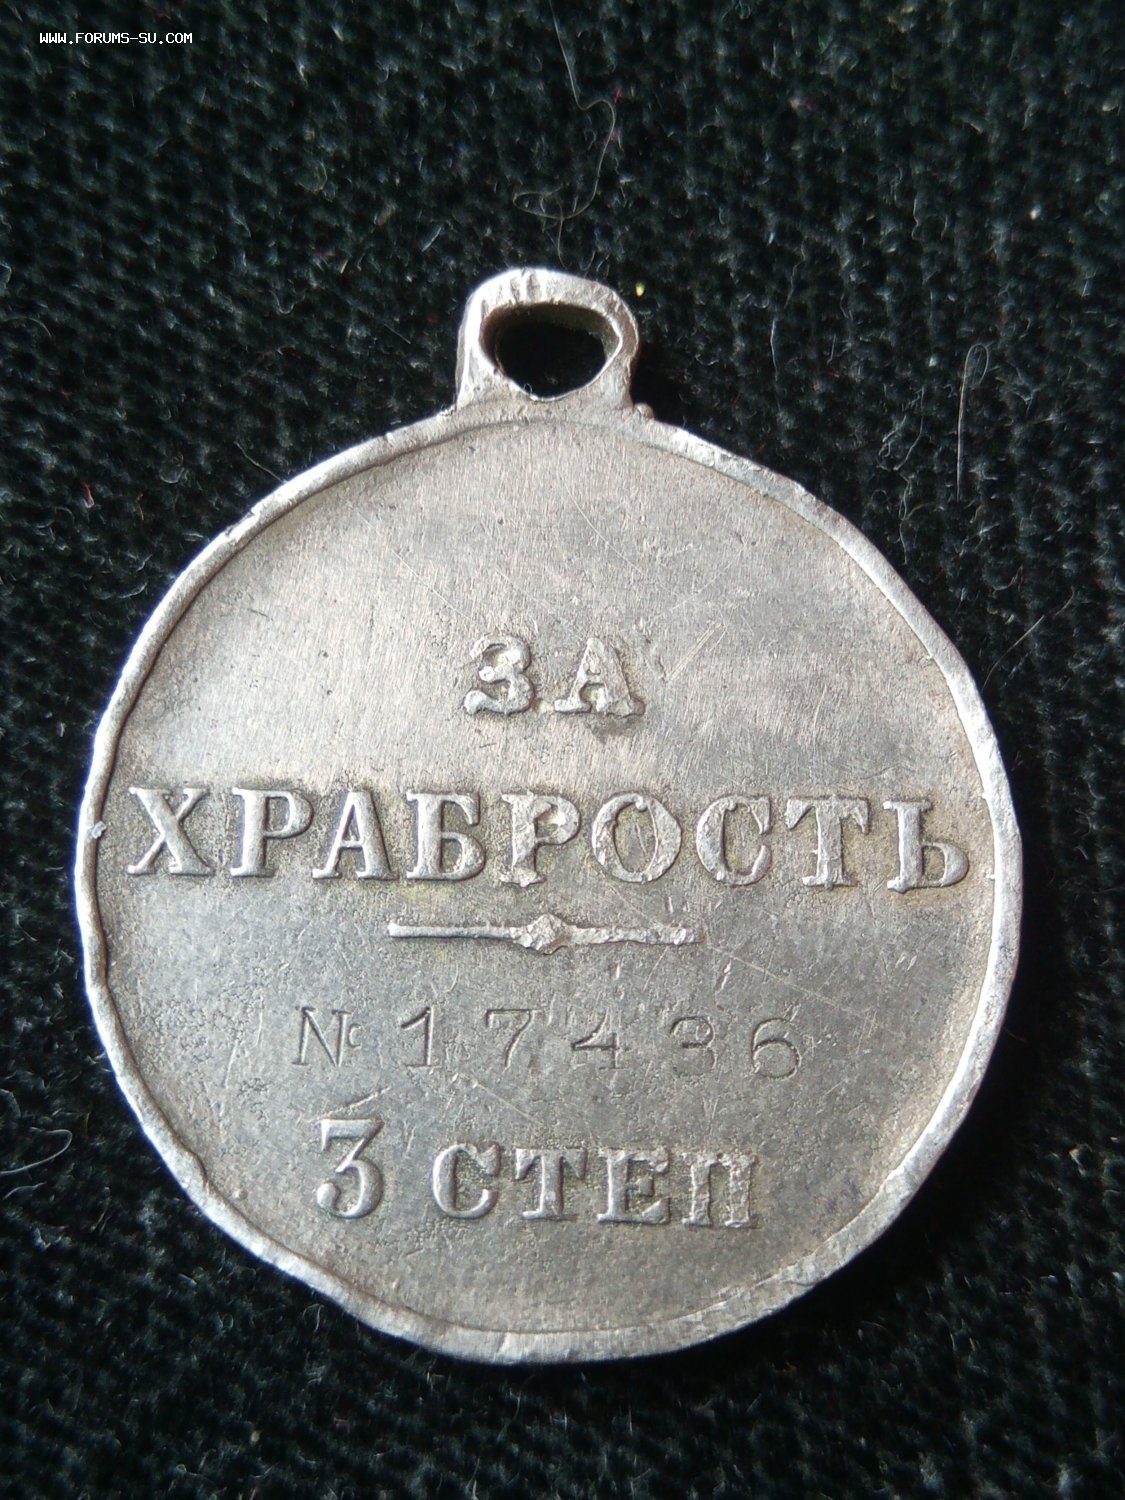 WWW.FORUMS-SU.COM
ЗА
ХРАБРОСТЬ
№ 17436
3 СТЕП